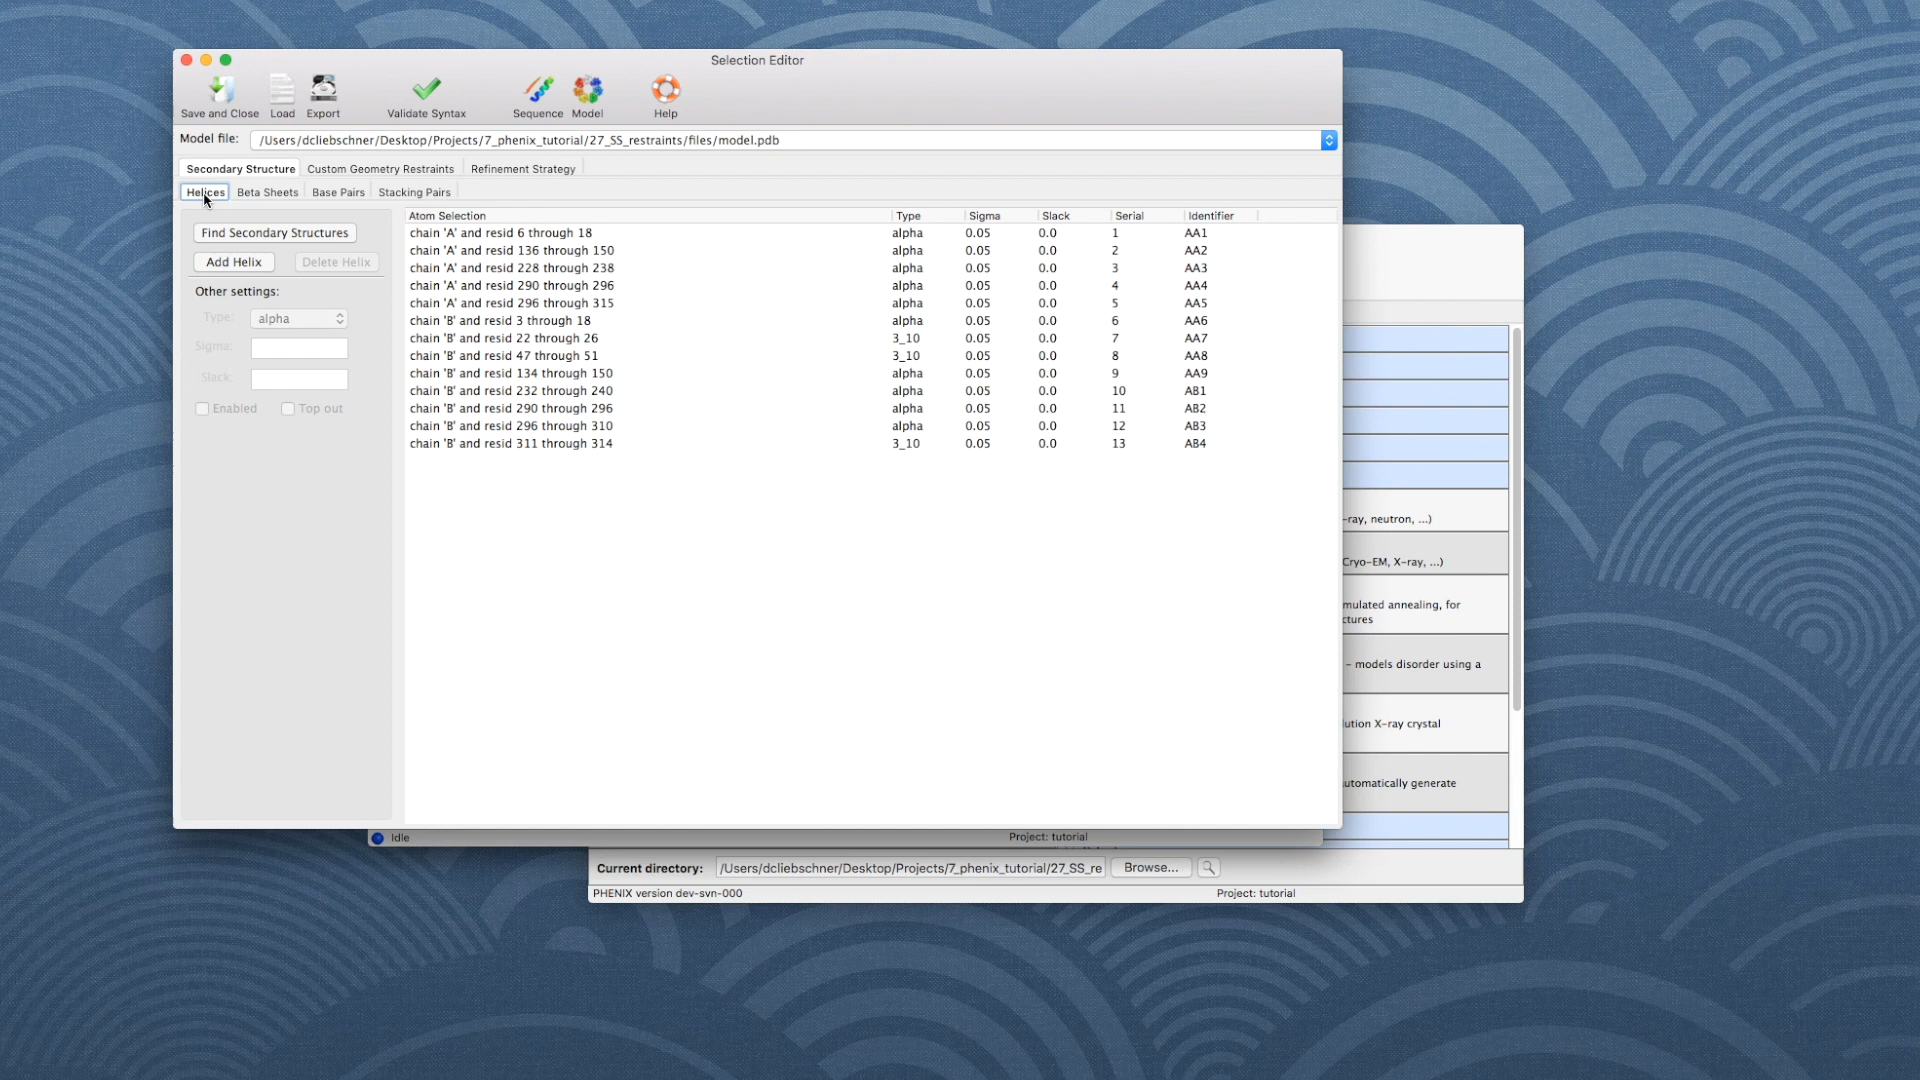 Selection Editor
Save and Close Load Export Validate Syntax Sequence Model Help
Model file: /Users/dcliebschner/Desktop/Projects/7_phenix_tutorial/27_SS_restraints/files/model.pdb
Secondary Structure Custom Geometry Restraints Refinement Strategy
Helices Beta Sheets Base Pairs Stacking Pairs
Find Secondary Structures
Add Helix Delete Helix
Other settings:
Type: alpha
Sigma:
Slack:
Enabled Top out
Atom Selection Type Sigma Slack Serial Identifier
chain 'A' and resid 6 through 18 alpha 0.05 0.0 1 AA1
chain 'A' and resid 136 through 150 alpha 0.05 0.0 2 AA2
chain 'A' and resid 228 through 238 alpha 0.05 0.0 3 AA3
chain 'A' and resid 290 through 296 alpha 0.05 0.0 4 AA4
chain 'A' and resid 296 through 315 alpha 0.05 0.0 5 AA5
chain 'B' and resid 3 through 18 alpha 0.05 0.0 6 AA6
chain 'B' and resid 22 through 26 3_10 0.05 0.0 7 AA7
chain 'B' and resid 47 through 51 3_10 0.05 0.0 8 AA8
chain 'B' and resid 134 through 150 alpha 0.05 0.0 9 AA9
chain 'B' and resid 232 through 240 alpha 0.05 0.0 10 AB1
chain 'B' and resid 290 through 296 alpha 0.05 0.0 11 AB2
chain 'B' and resid 296 through 310 alpha 0.05 0.0 12 AB3
chain 'B' and resid 311 through 314 3_10 0.05 0.0 13 AB4
-ray, neutron, ...)
Cryo-EM, X-ray, ...)
mulated annealing, for
ctures
- models disorder using a
ution X-ray crystal
utomatically generate
Idle Project: tutorial
Current directory: /Users/dcliebschner/Desktop/Projects/7_phenix_tutorial/27_SS_re Browse...
PHENIX version dev-svn-000 Project: tutorial